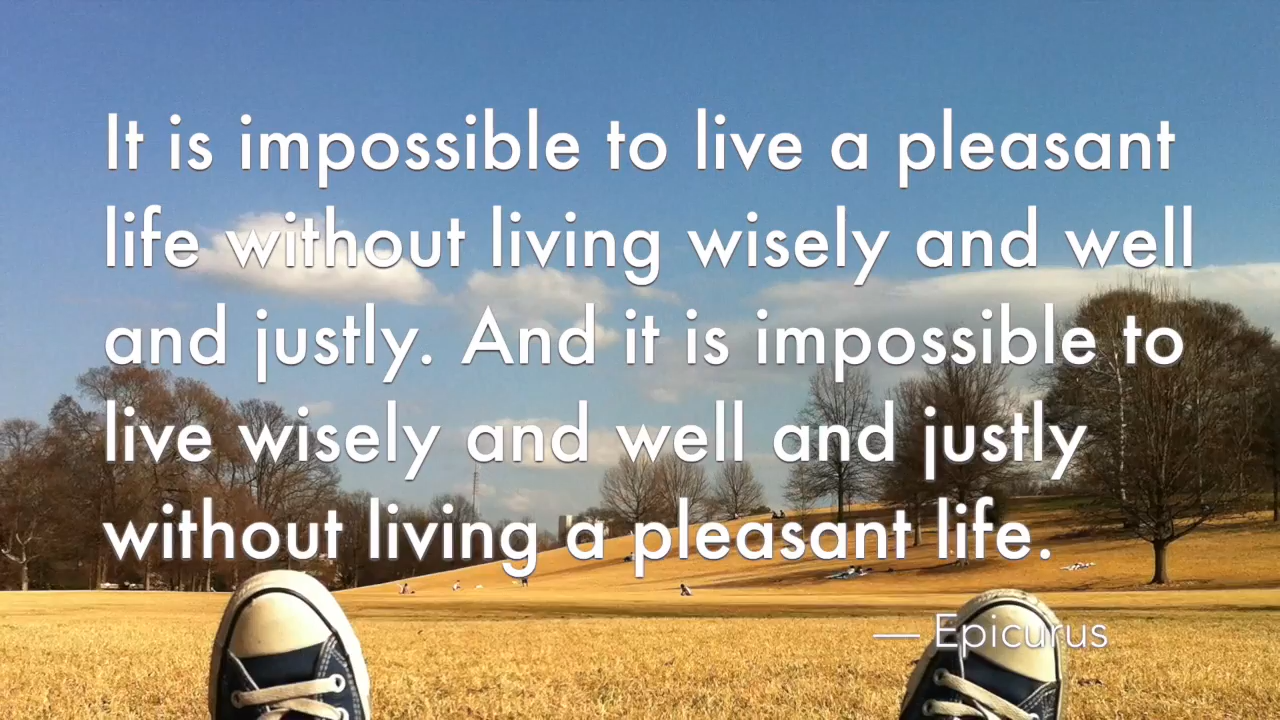 It is impossible to live a pleasant
life without living wisely and well
and justly. And it is impossible to
live wisely and well and justly
without living a pleasant life.
— Epicurus